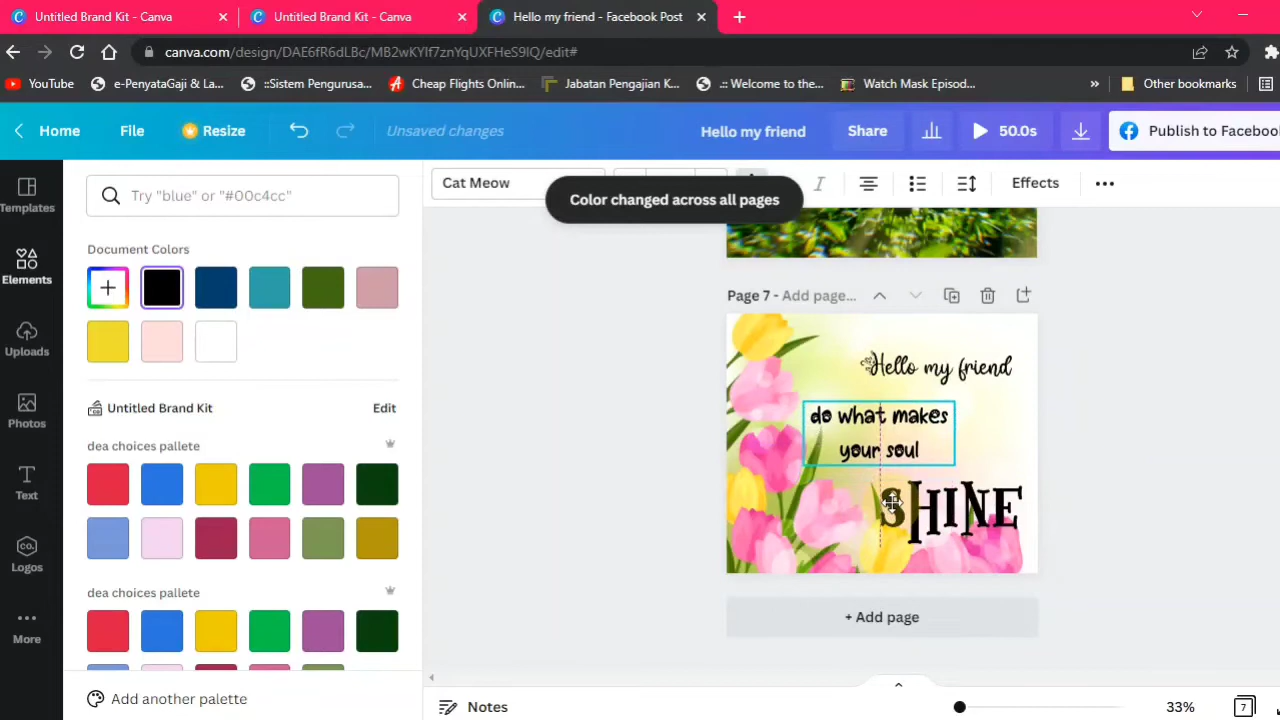 Untitled Brand Kit - Canva
Untitled Brand Kit - Canva
Hello my friend - Facebook Post
canva.com/design/DAE6fR6dLBc/MB2wKYIf7znYqUXFHeS9IQ/edit#
YouTube
e-PenyataGaji & La...
::Sistem Pengurusa...
Cheap Flights Onlin...
Jabatan Pengajian K...
.:: Welcome to the...
Watch Mask Episod...
»
Other bookmarks
Home
File
Resize
Unsaved changes
Hello my friend
Share
50.0s
Publish to Facebook
Templates
Elements
Uploads
Photos
Text
Logos
More
Try "blue" or "#00c4cc"
Document Colors
Untitled Brand Kit
Edit
dea choices pallete
dea choices pallete
Add another palette
Cat Meow
Color changed across all pages
Effects
Page 7 - Add page...
Hello my friend
do what makes
your soul
SHINE
+ Add page
Notes
33%
7